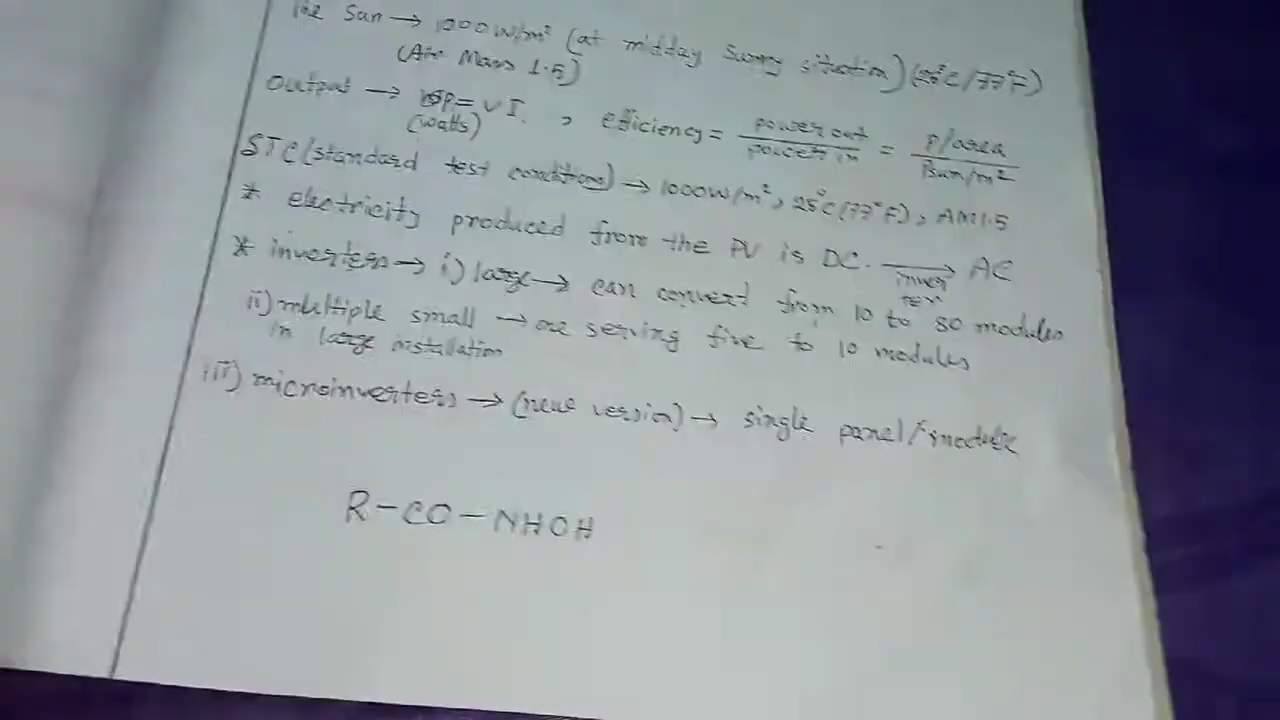 The Sun → 1000 W/m² (at midday sunny situation) (25°C/77°F)
(Air Mass 1.5)
output → P = VI , efficiency = power out / power in = P/area / Psun/m²
(watts)
STC (standard test conditions) → 1000W/m², 25°C (77°F), AM1.5
* electricity produced from the PV is DC. → inverter AC
* inverters → i) large → can convert from 10 to 80 modules
ii) multiple small → one serving five to 10 modules
in large installation
iii) microinverters → (new version) → single panel/module
R-CO-NHOH